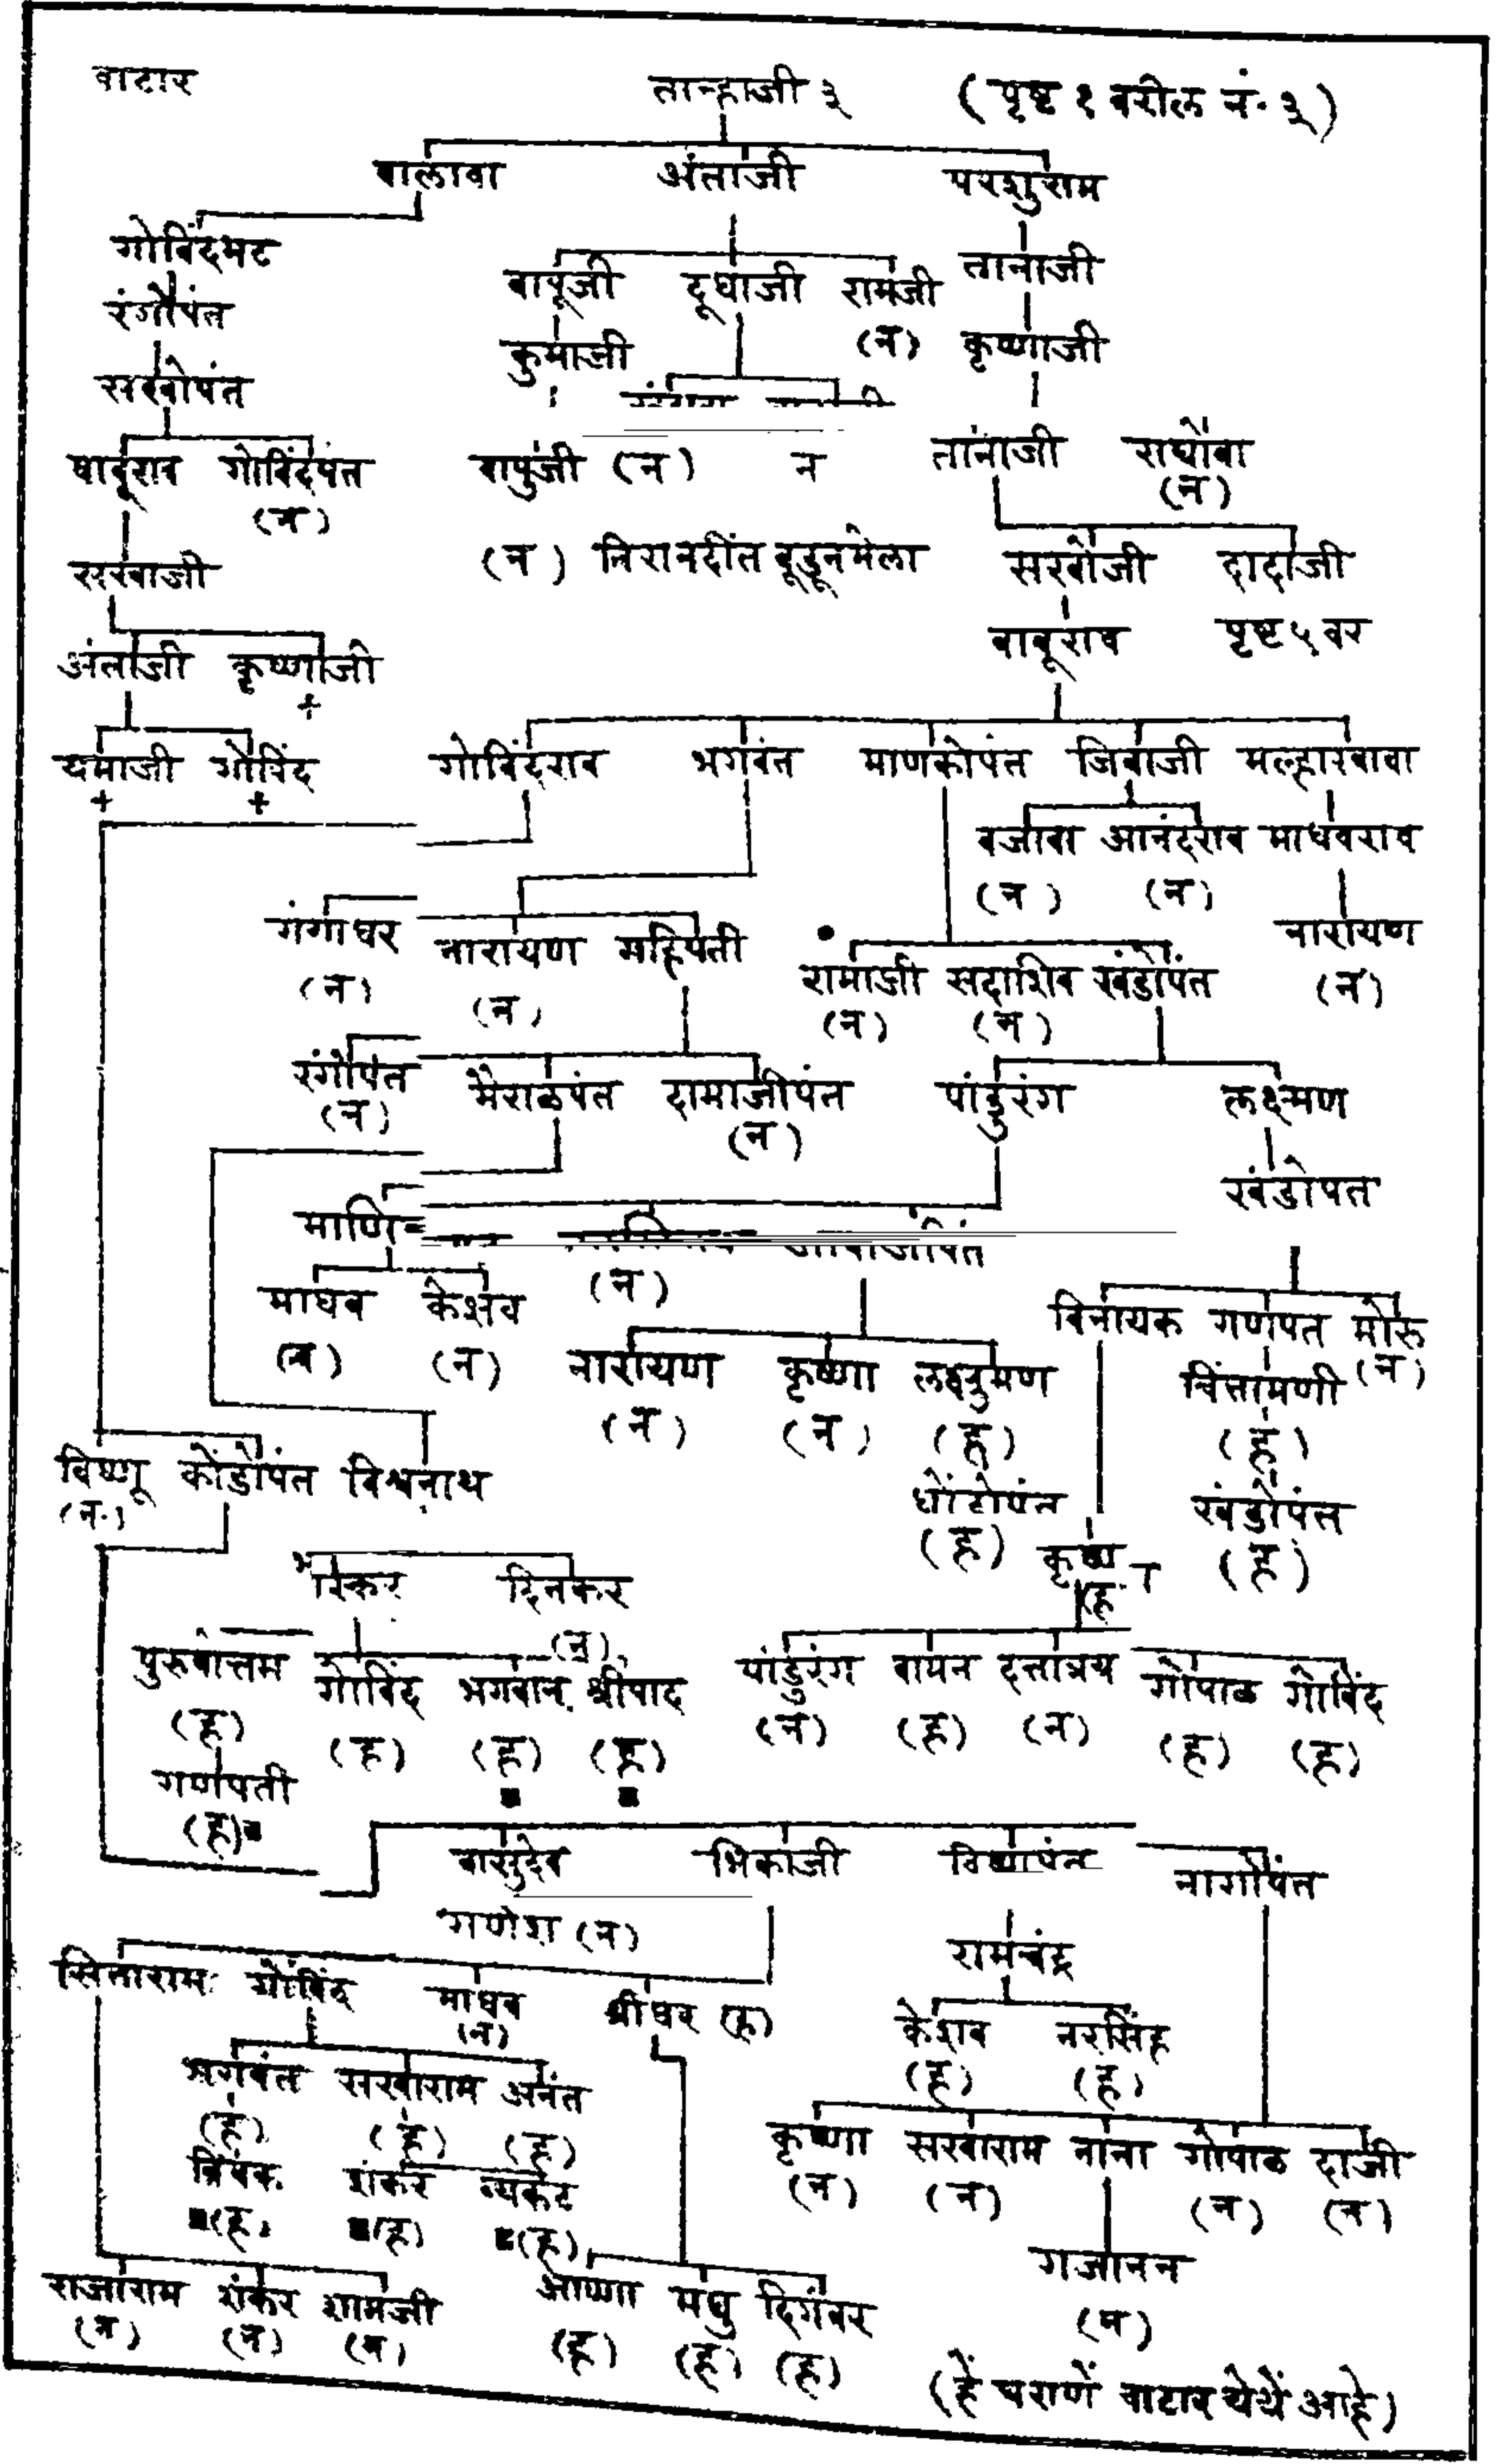 वाटार तान्हाजी ३ (पृष्ट १ वरील नं. ३)
बालाबा अंताजी परशुराम
गोविंदभट बापूजी दूधाजी रामजी तानाजी
रंगोपंत कुमाजी (न) कृष्णाजी
सखोपंत
बाबूराव गोविंदपंत बापुजी (न) न तानाजी राघोबा
(न) (न)
सखाजी (न) निरानदींत बूडून मेला सखोजी दादाजी
बाबूराव पृष्ट ५ वर
अंताजी कृष्णाजी
+
यमाजी गोविंद गोविंदराव भगवंत माणकोपंत जिवाजी मल्हारबावा
+ +
बजाबा आनंदराव माधवराव
(न) (न)
गंगाधर नारायण महिपती नारायण
(न) (न) (न)
रामाजी सदाशिव खंडोपंत
(न) (न)
रंगोपंत मैराळपंत दामाजीपंत पांडुरंग लक्ष्मण
(न) (न)
खंडोपंत
माणि
(न)
माधव केशव विनायक गणपत मोरू
(न) (न) (न)
नारायण कृष्णा लक्षुमण चिंतामणी
(न) (न) (ह) (ह)
विष्णू कोंडोपंत विश्वनाथ धोंडोपंत खंडोपंत
(न.) (ह) (ह)
कृष्णा
(ह)
स्कर दिनकर
(न)
पुरुषोत्तम गोविंद भगवान श्रीपाद पांडुरंग वामन दत्तात्रय गोपाळ गोविंद
(ह) (ह) (ह) (ह) (न) (ह) (न) (ह) (ह)
गणपती
(ह)
वासुदेव भिकाजी नागोपंत
गणेश (न) रामचंद्र
सिताराम गोविंद माधव श्रीधर (ह) केशव नरसिंह
(न) (ह) (ह)
भगवंत सखाराम अनंत
(ह) (ह) (ह)
कृष्णा सखाराम नाना गोपाळ दाजी
(न) (न) (न) (न)
त्रिंबक शंकर व्यंकट
(ह) (ह) (ह)
गजानन
(न)
राजाराम शंकर शामजी आण्णा मधु दिगंबर
(न) (न) (न) (ह) (ह) (ह)
(हें घराणें वाटार येथें आहे)